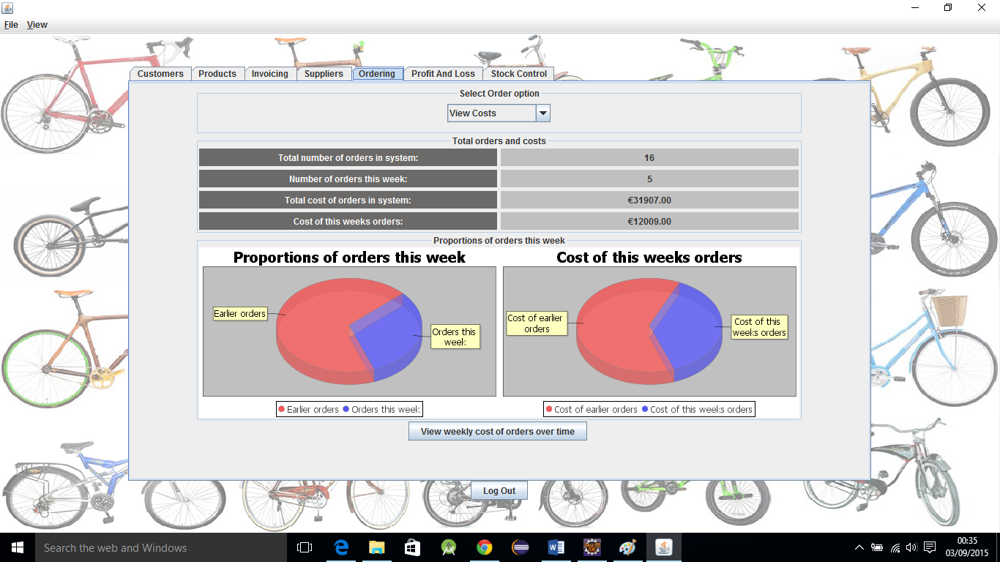 File View
Customers Products Invoicing Suppliers Ordering Profit And Loss Stock Control
Select Order option
View Costs
Total orders and costs
Total number of orders in system: 16
Number of orders this week: 5
Total cost of orders in system: €31907.00
Cost of this weeks orders: €12009.00
Proportions of orders this week
Proportions of orders this week
Earlier orders
Orders this
week
Earlier orders Orders this week
Cost of this weeks orders
Cost of earlier
orders
Cost of this
weeks orders
Cost of earlier orders Cost of this weeks orders
View weekly cost of orders over time
Log Out
Search the web and Windows
Java EE
IDE
00:35
03/09/2015